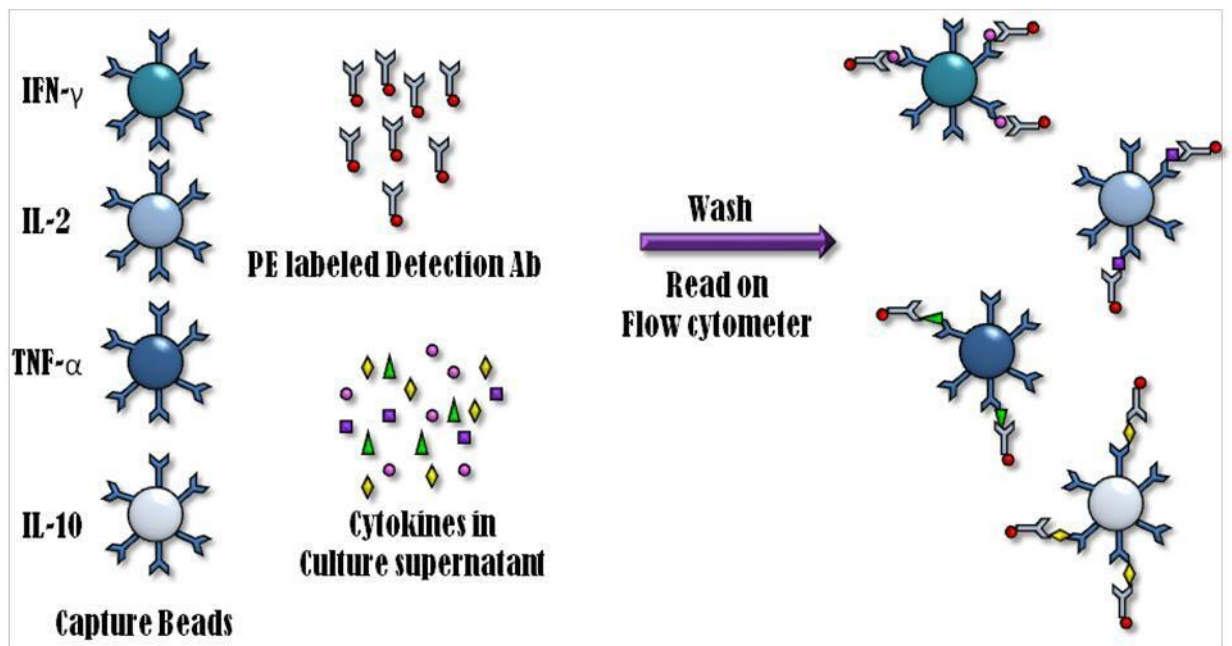 IFN-γ
IL-2
TNF-α
IL-10
Capture Beads
PE labeled Detection Ab
Cytokines in
Culture supernatant
Wash
Read on
Flow cytometer